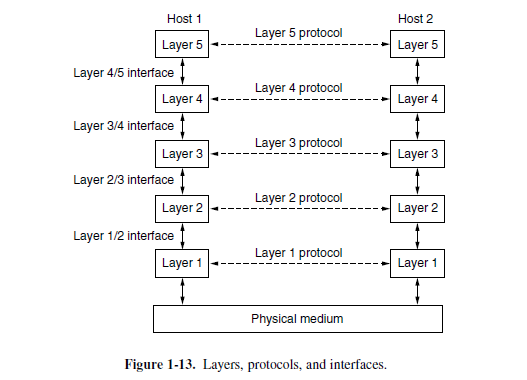 Host 1
Host 2
Layer 5
Layer 5 protocol
Layer 5
Layer 4/5 interface
Layer 4
Layer 4 protocol
Layer 4
Layer 3/4 interface
Layer 3
Layer 3 protocol
Layer 3
Layer 2/3 interface
Layer 2
Layer 2 protocol
Layer 2
Layer 1/2 interface
Layer 1
Layer 1 protocol
Layer 1
Physical medium
Figure 1-13. Layers, protocols, and interfaces.